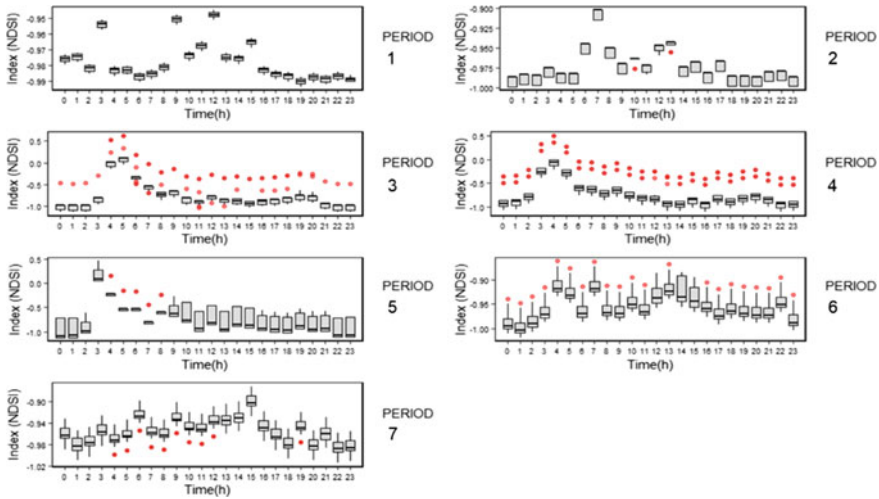 Index (NDSI)
-0.95
-0.97
-0.99
0 1 2 3 4 5 6 7 8 9 10 11 12 13 14 15 16 17 18 19 20 21 22 23
Time(h)
PERIOD
1
Index (NDSI)
-0.900
-0.950
-0.975
-1.000
0 1 2 3 4 5 6 7 8 9 10 11 12 13 14 15 16 17 18 19 20 21 22 23
Time(h)
PERIOD
2
Index (NDSI)
0.5
0.0
-0.5
-1.0
0 1 2 3 4 5 6 7 8 9 10 11 12 13 14 15 16 17 18 19 20 21 22 23
Time(h)
PERIOD
3
Index (NDSI)
0.5
0.0
-0.5
-1.0
0 1 2 3 4 5 6 7 8 9 10 11 12 13 14 15 16 17 18 19 20 21 22 23
Time(h)
PERIOD
4
Index (NDSI)
0.5
0.0
-0.5
-1.0
0 1 2 3 4 5 6 7 8 9 10 11 12 13 14 15 16 17 18 19 20 21 22 23
Time(h)
PERIOD
5
Index (NDSI)
-0.90
-0.95
-1.00
0 1 2 3 4 5 6 7 8 9 10 11 12 13 14 15 16 17 18 19 20 21 22 23
Time(h)
PERIOD
6
Index (NDSI)
-0.90
-0.98
-1.02
0 1 2 3 4 5 6 7 8 9 10 11 12 13 14 15 16 17 18 19 20 21 22 23
Time(h)
PERIOD
7